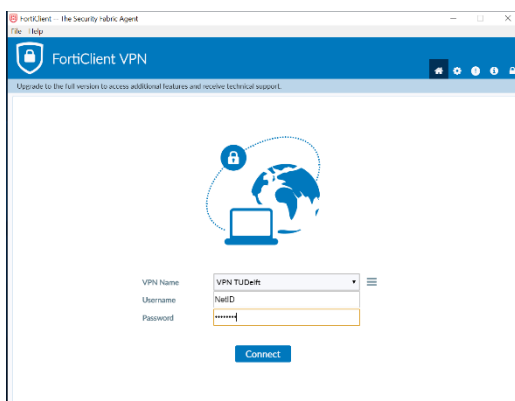 FortiClient -- The Security Fabric Agent
File Help
FortiClient VPN
Upgrade to the full version to access additional features and receive technical support.
VPN Name VPN TUDelft
Username NetID
Password ••••••••
Connect